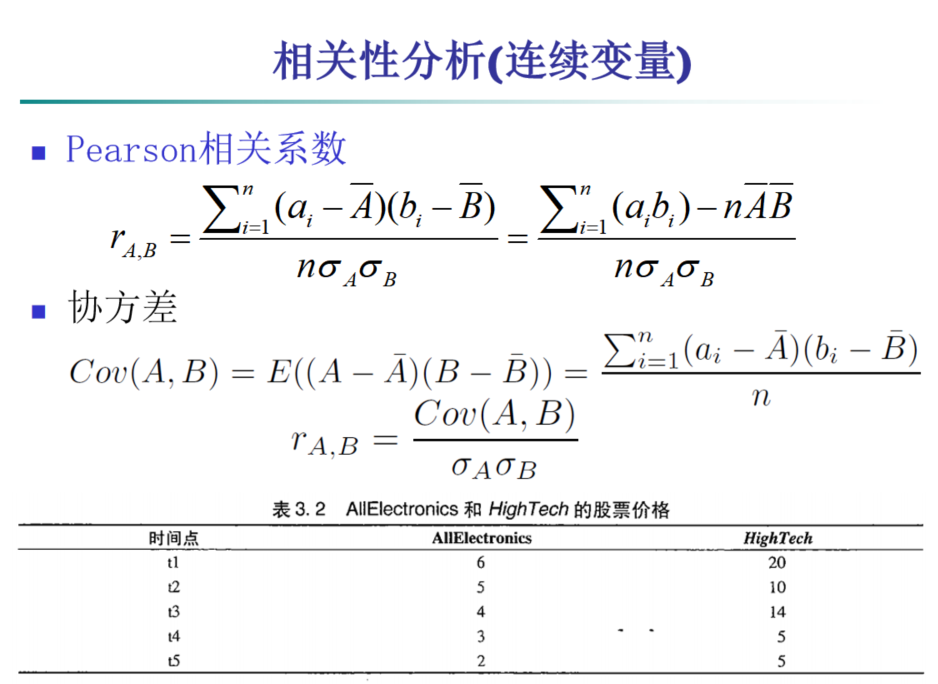 相关性分析(连续变量)
Pearson相关系数
r_{A,B} = \frac{\sum_{i=1}^{n}(a_i - \overline{A})(b_i - \overline{B})}{n\sigma_A\sigma_B} = \frac{\sum_{i=1}^{n}(a_i b_i) - n\overline{A}\overline{B}}{n\sigma_A\sigma_B}
协方差
Cov(A, B) = E((A - \bar{A})(B - \bar{B})) = \frac{\sum_{i=1}^{n}(a_i - \bar{A})(b_i - \bar{B})}{n}
r_{A,B} = \frac{Cov(A, B)}{\sigma_A\sigma_B}
表3.2 AllElectronics 和 HighTech 的股票价格
时间点 AllElectronics HighTech
t1 6 20
t2 5 10
t3 4 14
t4 3 5
t5 2 5